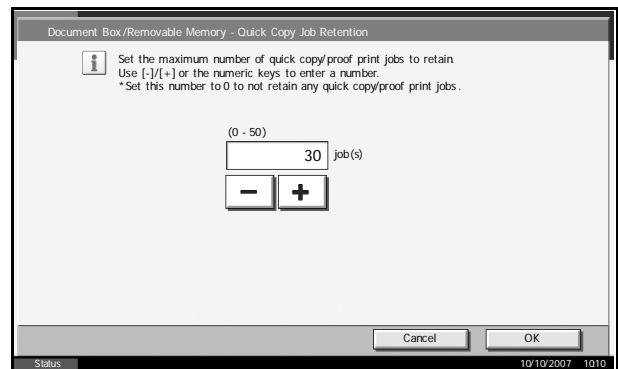 Document Box/Removable Memory - Quick Copy Job Retention
Set the maximum number of quick copy/proof print jobs to retain.
Use [-]/[+] or the numeric keys to enter a number.
*Set this number to 0 to not retain any quick copy/proof print jobs.
(0 - 50)
30 job(s)
− +
Cancel OK
Status 10/10/2007 10:10